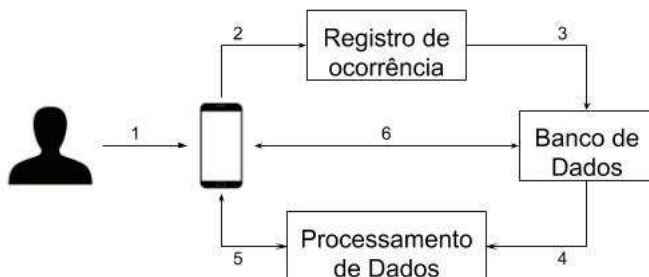 2
Registro de
ocorrência
3
1
6
Banco de
Dados
5
Processamento
de Dados
4